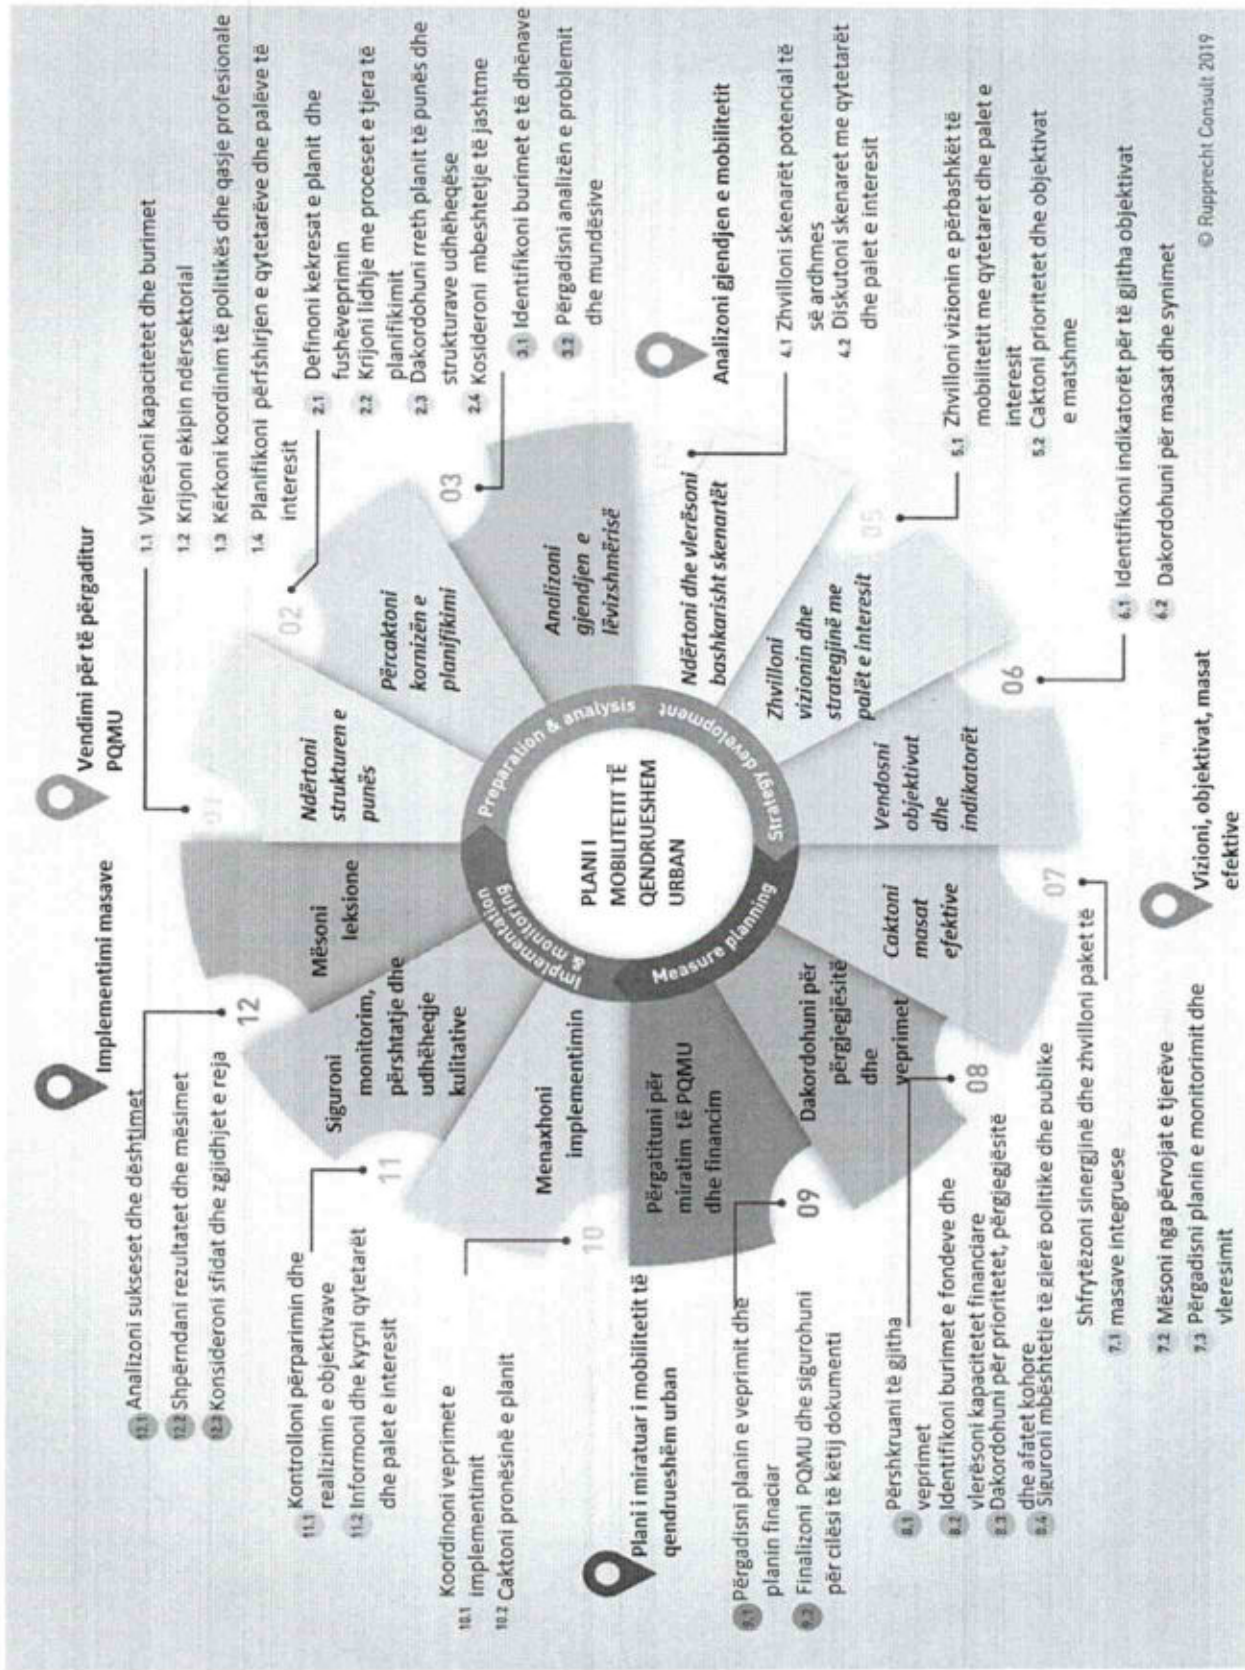 Vendimi për të përgaditur
PQMU
1.1 Vlerësoni kapacitetet dhe burimet
1.2 Krijoni ekipin ndërsektorial
1.3 Kërkoni koordinim të politikës dhe qasje profesionale
1.4 Planifikoni përfshirjen e qytetarëve dhe palëve të
interesit
01
Ndërtoni
strukturen e
punës
2.1 Definoni kekresat e planit dhe
fushëveprimin
2.2 Krijoni lidhje me proceset e tjera të
planifikimit
2.3 Dakordohuni rreth planit të punës dhe
strukturave udhëheqëse
2.4 Kosideroni mbeshtetje të jashtme
02
Përcaktoni
kornizën e
planifikimi
3.1 Identifikoni burimet e të dhënave
3.2 Përgadisni analizën e problemit
dhe mundësive
03
Analizoni
gjendjen e
lëvizshmërisë
Analizoni gjendjen e mobilitetit
4.1 Zhvilloni skenarët potencial të
së ardhmes
4.2 Diskutoni skenaret me qytetarët
dhe palet e interesit
Ndërtoni dhe vlerësoni
bashkarisht skenartët
5.1 Zhvilloni vizionin e përbashkët të
mobilitetit me qytetaret dhe palet e
interesit
5.2 Caktoni prioritetet dhe objektivat
e matshme
05
Zhvilloni
vizionin dhe
strategjinë me
palët e interesit
6.1 Identifikoni indikatorët për të gjitha objektivat
6.2 Dakordohuni për masat dhe synimet
06
Vendosni
objektivat
dhe
indikatorët
Vizioni, objektivat, masat
efektive
07
Caktoni
masat
efektive
Shfrytëzoni sinergjinë dhe zhvilloni paket të
7.1 masave integruese
7.2 Mësoni nga përvojat e tjerëve
7.3 Përgadisni planin e monitorimit dhe
vleresimit
08
Dakordohuni për
përgjegjësitë
dhe
veprimet
8.1 Përshkruani të gjitha
veprimet
8.2 Identifikoni burimet e fondeve dhe
vlerësoni kapacitetet financiare
8.3 Dakordohuni për prioritetet, përgjegjësitë
dhe afatet kohore
8.4 Siguroni mbështetje të gjerë politike dhe publike
Plani i miratuar i mobilitetit të
qendrueshëm urban
09
Përgatituni për
miratim të PQMU
dhe financim
9.1 Përgadisni planin e veprimit dhe
planin finaciar
9.2 Finalizoni PQMU dhe sigurohuni
për cilësi të këtij dokumenti
10
Menaxhoni
implementimin
Koordinoni veprimet e
10.1 implementimit
10.2 Caktoni pronësinë e planit
11
Siguroni
monitorim,
përshtatje dhe
udhëheqje
kulitative
11.1 Kontrolloni përparimin dhe
realizimin e objektivave
11.2 Informoni dhe kyçni qytetarët
dhe palet e interesit
Implementimi masave
12
Mësoni
leksione
12.1 Analizoni sukseset dhe dështimet
12.2 Shpërndani rezultatet dhe mësimet
12.3 Konsideroni sfidat dhe zgjidhjet e reja
Preparation & analysis
Strategy development
Measure planning
Implementation
& monitoring
PLANI I
MOBILITETIT TË
QENDRUESHEM
URBAN
© Rupprecht Consult 2019